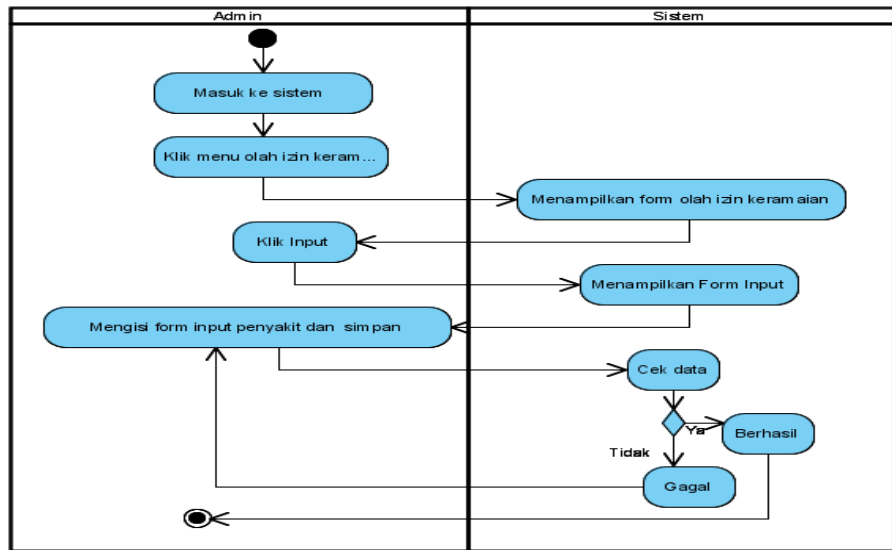 Admin
Sistem
Masuk ke sistem
Klik menu olah izin keram...
Menampilkan form olah izin keramaian
Klik Input
Menampilkan Form Input
Mengisi form input penyakit dan simpan
Cek data
Ya
Berhasil
Tidak
Gagal